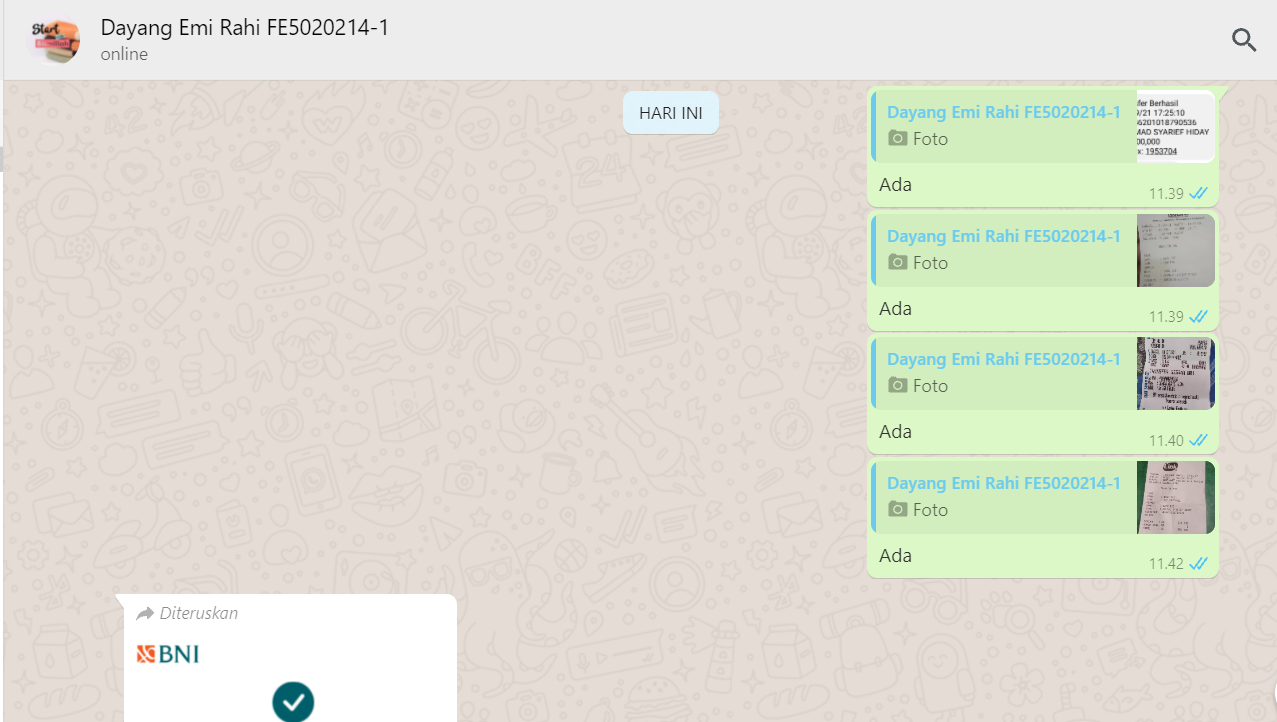 Dayang Emi Rahi FE5020214-1
online
HARI INI
Dayang Emi Rahi FE5020214-1
Foto
fer Berhasil
9/21 17:25:10
6201018790536
MAD SYARIEF HIDAY
00,000
x: 1953704
Ada
11.39
Dayang Emi Rahi FE5020214-1
Foto
Ada
11.39
Dayang Emi Rahi FE5020214-1
Foto
Ada
11.40
Dayang Emi Rahi FE5020214-1
Foto
Ada
11.42
Diteruskan
BNI